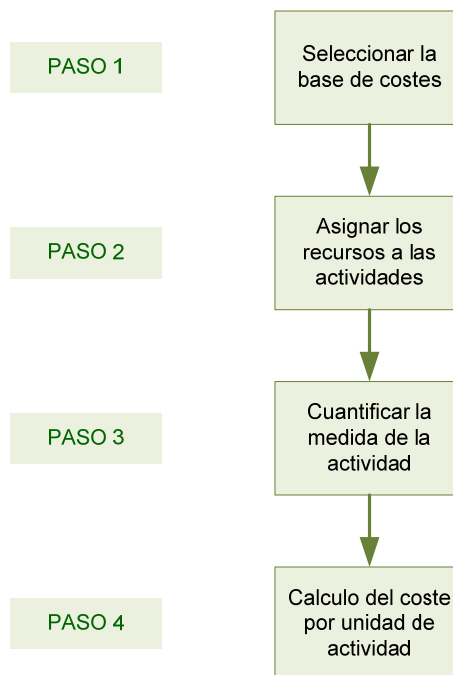 PASO 1
Seleccionar la
base de costes
PASO 2
Asignar los
recursos a las
actividades
PASO 3
Cuantificar la
medida de la
actividad
PASO 4
Calculo del coste
por unidad de
actividad